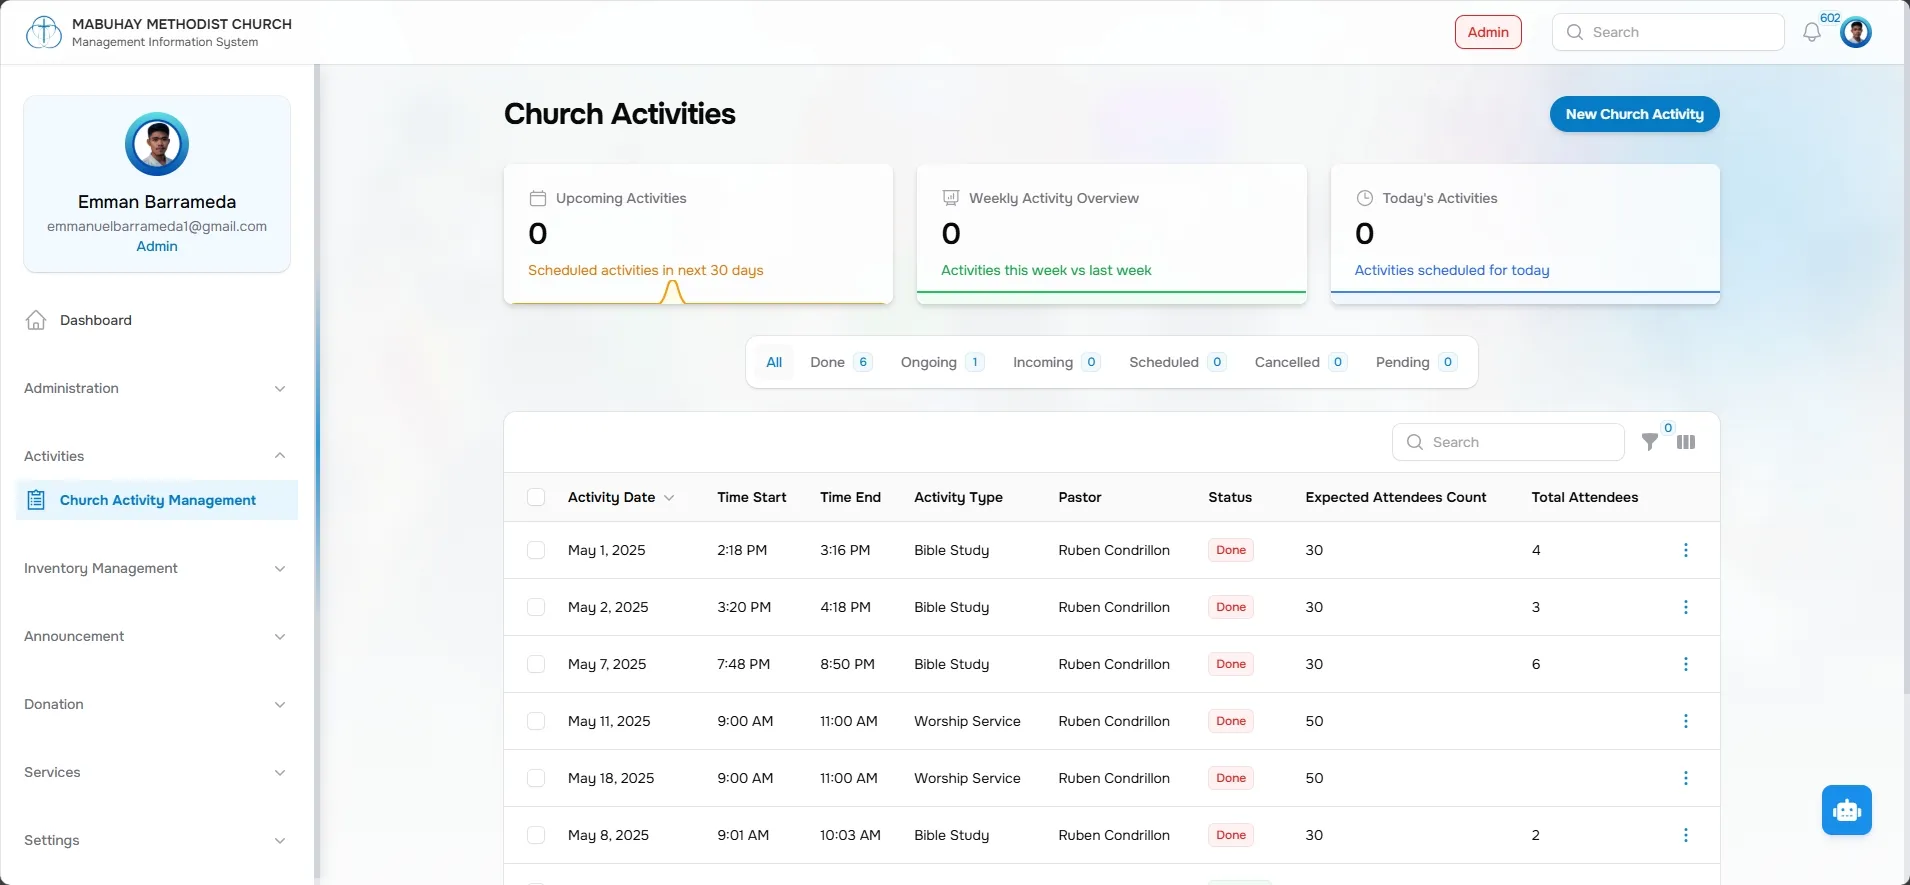 MABUHAY METHODIST CHURCH
Management Information System
Admin
Search
602
Emman Barrameda
emmanuelbarrameda1@gmail.com
Admin
Dashboard
Administration
Activities
Church Activity Management
Inventory Management
Announcement
Donation
Services
Settings
Church Activities
New Church Activity
Upcoming Activities
0
Scheduled activities in next 30 days
Weekly Activity Overview
0
Activities this week vs last week
Today's Activities
0
Activities scheduled for today
All Done 6 Ongoing 1 Incoming 0 Scheduled 0 Cancelled 0 Pending 0
Search
0
Activity Date Time Start Time End Activity Type Pastor Status Expected Attendees Count Total Attendees
May 1, 2025 2:18 PM 3:16 PM Bible Study Ruben Condrillon Done 30 4
May 2, 2025 3:20 PM 4:18 PM Bible Study Ruben Condrillon Done 30 3
May 7, 2025 7:48 PM 8:50 PM Bible Study Ruben Condrillon Done 30 6
May 11, 2025 9:00 AM 11:00 AM Worship Service Ruben Condrillon Done 50
May 18, 2025 9:00 AM 11:00 AM Worship Service Ruben Condrillon Done 50
May 8, 2025 9:01 AM 10:03 AM Bible Study Ruben Condrillon Done 30 2